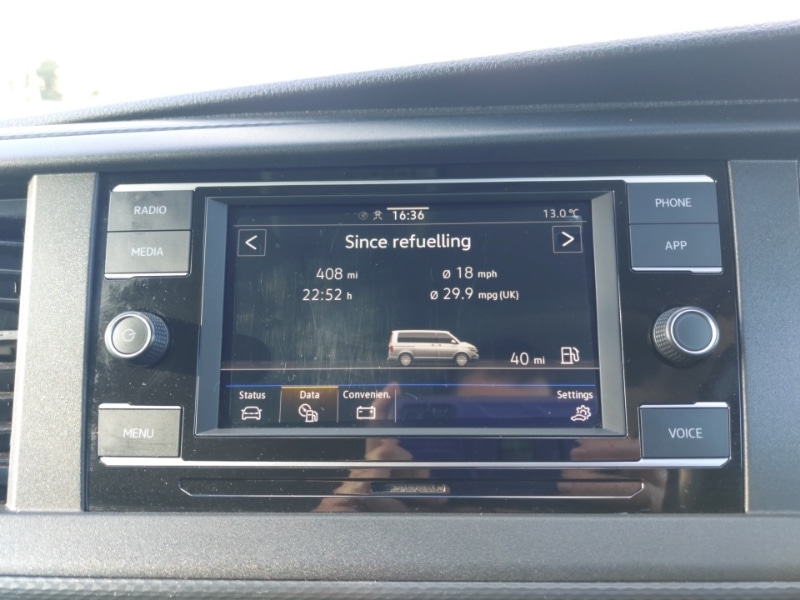 RADIO
MEDIA
MENU
PHONE
APP
VOICE
16:36
13.0 °C
<
Since refuelling
>
408 mi
ø 18 mph
22:52 h
ø 29.9 mpg (UK)
40 mi
Status
Data
Convenien.
Settings